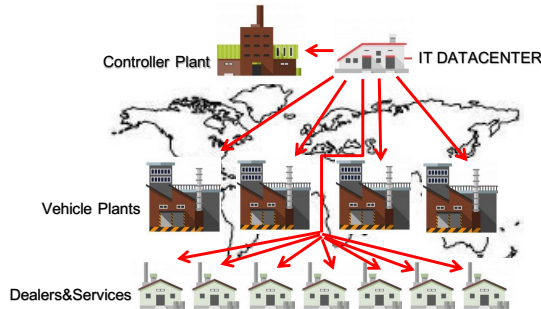 Controller Plant
IT DATACENTER
Vehicle Plants
Dealers&Services